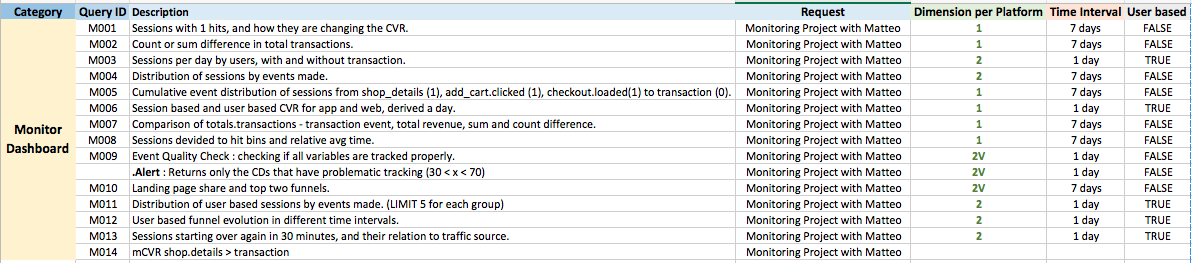 Category Query ID Description Request Dimension per Platform Time Interval User based
M001 Sessions with 1 hits, and how they are changing the CVR. Monitoring Project with Matteo 1 7 days FALSE
M002 Count or sum difference in total transactions. Monitoring Project with Matteo 1 7 days FALSE
M003 Sessions per day by users, with and without transaction. Monitoring Project with Matteo 2 1 day TRUE
M004 Distribution of sessions by events made. Monitoring Project with Matteo 2 7 days FALSE
M005 Cumulative event distribution of sessions from shop_details (1), add_cart.clicked (1), checkout.loaded(1) to transaction (0). Monitoring Project with Matteo 1 7 days FALSE
M006 Session based and user based CVR for app and web, derived a day. Monitoring Project with Matteo 1 1 day TRUE
M007 Comparison of totals.transactions - transaction event, total revenue, sum and count difference. Monitoring Project with Matteo 1 7 days FALSE
Monitor Dashboard
M008 Sessions devided to hit bins and relative avg time. Monitoring Project with Matteo 1 7 days FALSE
M009 Event Quality Check : checking if all variables are tracked properly. Monitoring Project with Matteo 2V 1 day FALSE
.Alert : Returns only the CDs that have problematic tracking (30 < x < 70) Monitoring Project with Matteo 2V 1 day FALSE
M010 Landing page share and top two funnels. Monitoring Project with Matteo 2V 7 days FALSE
M011 Distribution of user based sessions by events made. (LIMIT 5 for each group) Monitoring Project with Matteo 2 1 day TRUE
M012 User based funnel evolution in different time intervals. Monitoring Project with Matteo 2 1 day TRUE
M013 Sessions starting over again in 30 minutes, and their relation to traffic source. Monitoring Project with Matteo 2 1 day TRUE
M014 mCVR shop.details > transaction Monitoring Project with Matteo